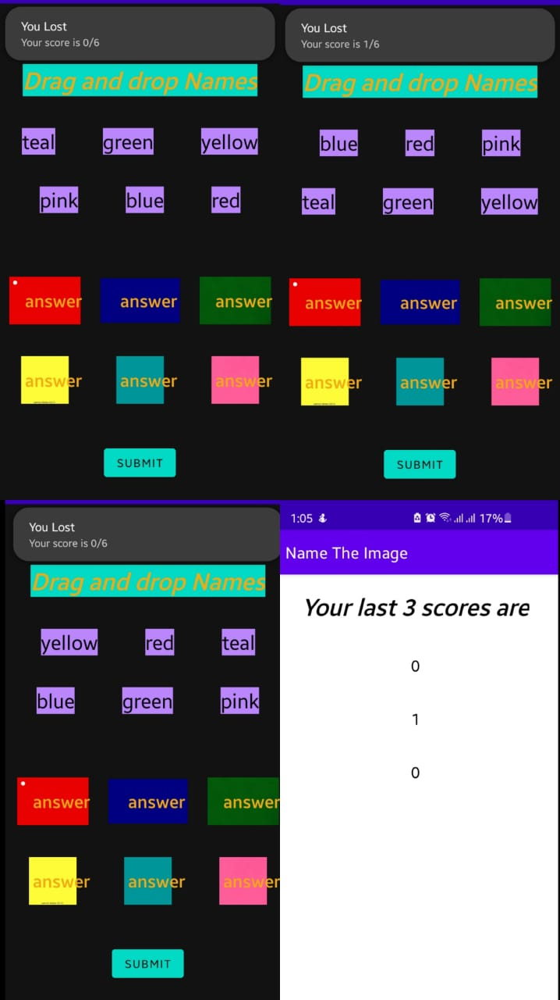 You Lost
Your score is 0/6
Drag and drop Names
teal green yellow
pink blue red
answer answer answer
answer answer answer
SUBMIT
You Lost
Your score is 1/6
Drag and drop Names
blue red pink
teal green yellow
answer answer answer
answer answer answer
SUBMIT
You Lost
Your score is 0/6
Drag and drop Names
yellow red teal
blue green pink
answer answer answer
answer answer answer
SUBMIT
1:05 17%
Name The Image
Your last 3 scores are
0
1
0